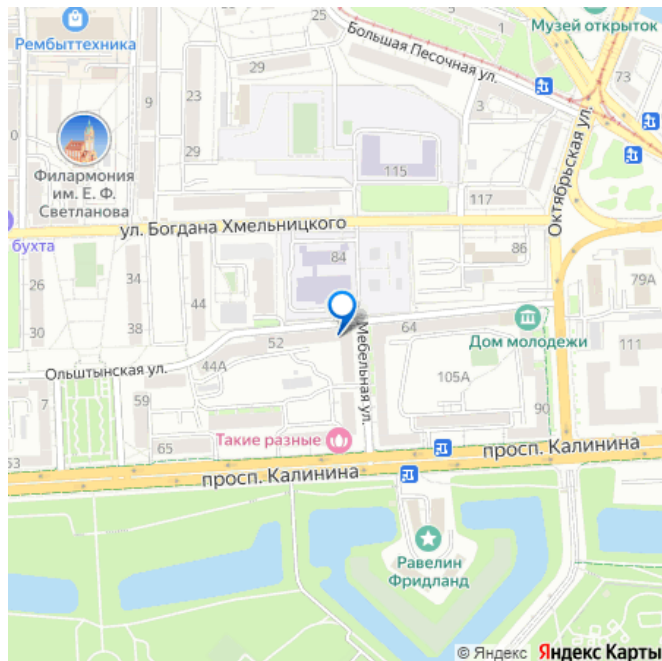 25
1
Музей открыток
Рембыттехника
Большая Песочная ул.
29
73
9
23
3
0
29
115
Октябрьская ул.
Филармония
им. Е. Ф.
Светланова
117
ул. Богдана Хмельницкого
бухта
84
86
26
44
79А
30
38
34
52
64
Мебельная ул.
Дом молодежи
111
Ольштынская ул.
44А
105А
7
59
90
65
Такие разные
53
просп. Калинина
просп. Калинина
Равелин
Фридланд
© Яндекс Яндекс Карты